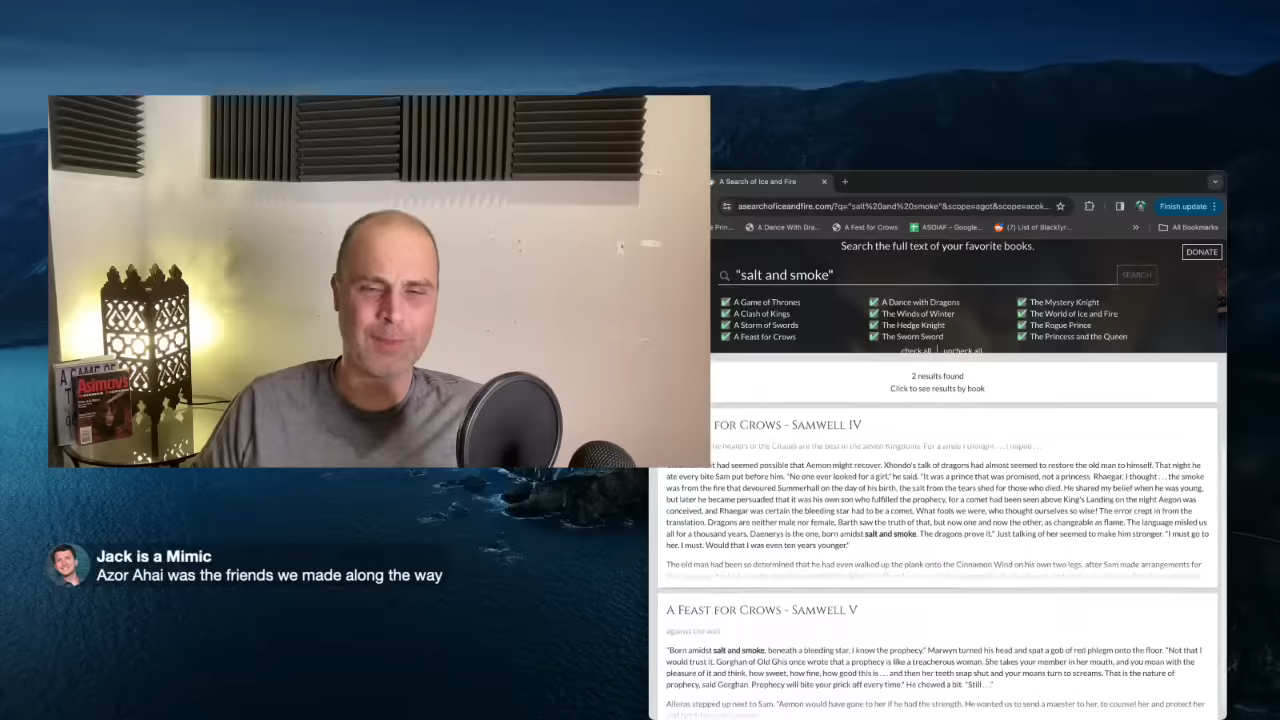 A Search of Ice and Fire
asearchoficeandfire.com/?q="salt%20and%20smoke"&scope=agot&scope=acok...
Finish update
A Dance With Dra...
A Feast for Crows
ASOIAF - Google...
(7) List of Blackfyr...
All Bookmarks
Search the full text of your favorite books.
DONATE
"salt and smoke"
SEARCH
A Game of Thrones
A Dance with Dragons
The Mystery Knight
A Clash of Kings
The Winds of Winter
The World of Ice and Fire
A Storm of Swords
The Hedge Knight
The Rogue Prince
A Feast for Crows
The Sworn Sword
The Princess and the Queen
check all | uncheck all
2 results found
Click to see results by book
for Crows - Samwell IV
healers of the Citadel are the best in the Seven Kingdoms. For a while I thought . . . I hoped . . .
it had seemed possible that Aemon might recover. Xhondo's talk of dragons had almost seemed to restore the old man to himself. That night he
ate every bite Sam put before him. "No one ever looked for a girl," he said. "It was a prince that was promised, not a princess. Rhaegar, I thought . . . the smoke
was from the fire that devoured Summerhall on the day of his birth, the salt from the tears shed for those who died. He shared my belief when he was young,
but later he became persuaded that it was his own son who fulfilled the prophecy, for a comet had been seen above King's Landing on the night Aegon was
conceived, and Rhaegar was certain the bleeding star had to be a comet. What fools we were, who thought ourselves so wise! The error crept in from the
translation. Dragons are neither male nor female, Barth saw the truth of that, but now one and now the other, as changeable as flame. The language misled us
all for a thousand years. Daenerys is the one, born amidst salt and smoke. The dragons prove it." Just talking of her seemed to make him stronger. "I must go to
her. I must. Would that I was even ten years younger."
The old man had been so determined that he had even walked up the plank onto the Cinnamon Wind on his own two legs, after Sam made arrangements for
A Feast for Crows - Samwell V
against the wall
"Born amidst salt and smoke, beneath a bleeding star. I know the prophecy." Marwyn turned his head and spat a gob of red phlegm onto the floor. "Not that I
would trust it. Gorghan of Old Ghis once wrote that a prophecy is like a treacherous woman. She takes your member in her mouth, and you moan with the
pleasure of it and think, how sweet, how fine, how good this is . . . and then her teeth snap shut and your moans turn to screams. That is the nature of
prophecy, said Gorghan. Prophecy will bite your prick off every time." He chewed a bit. "Still . . ."
Alleras stepped up next to Sam. "Aemon would have gone to her if he had the strength. He wanted us to send a maester to her, to counsel her and protect her
Asimov's
Jack is a Mimic
Azor Ahai was the friends we made along the way